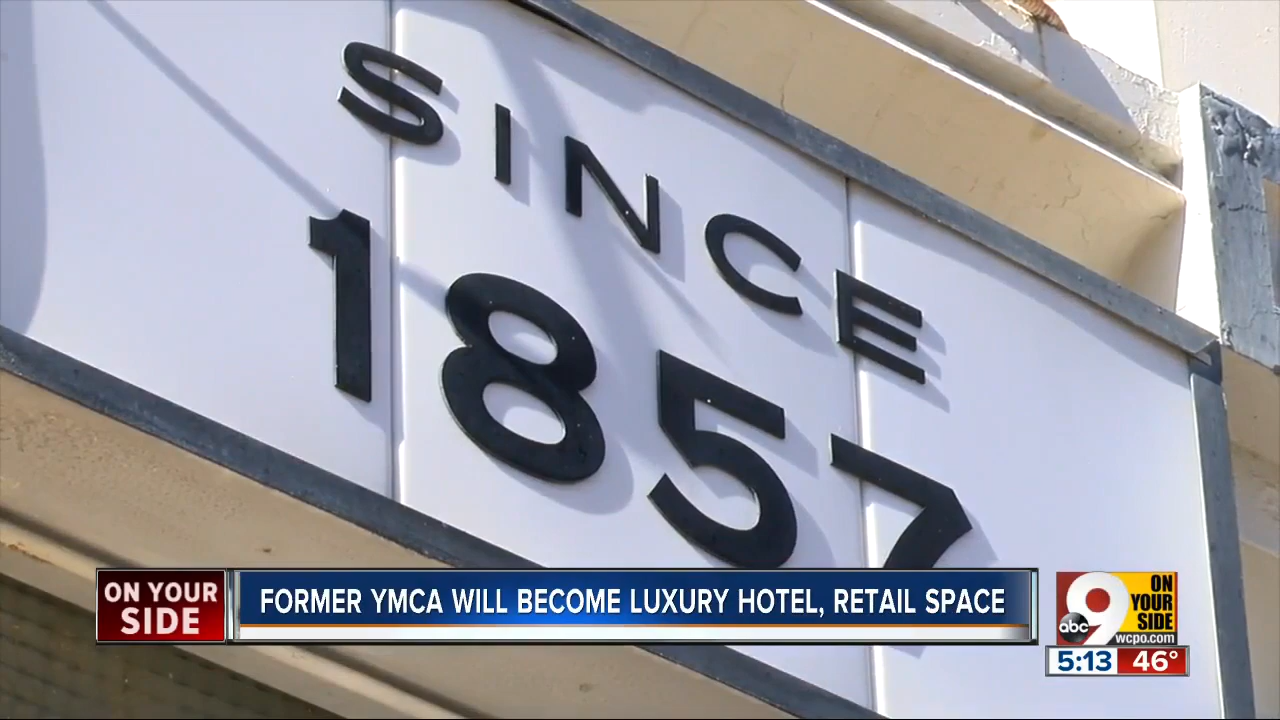 SINCE
1857
ON YOUR
SIDE
FORMER YMCA WILL BECOME LUXURY HOTEL, RETAIL SPACE
abc 9
ON
YOUR
SIDE
wcpo.com
5:13 46°